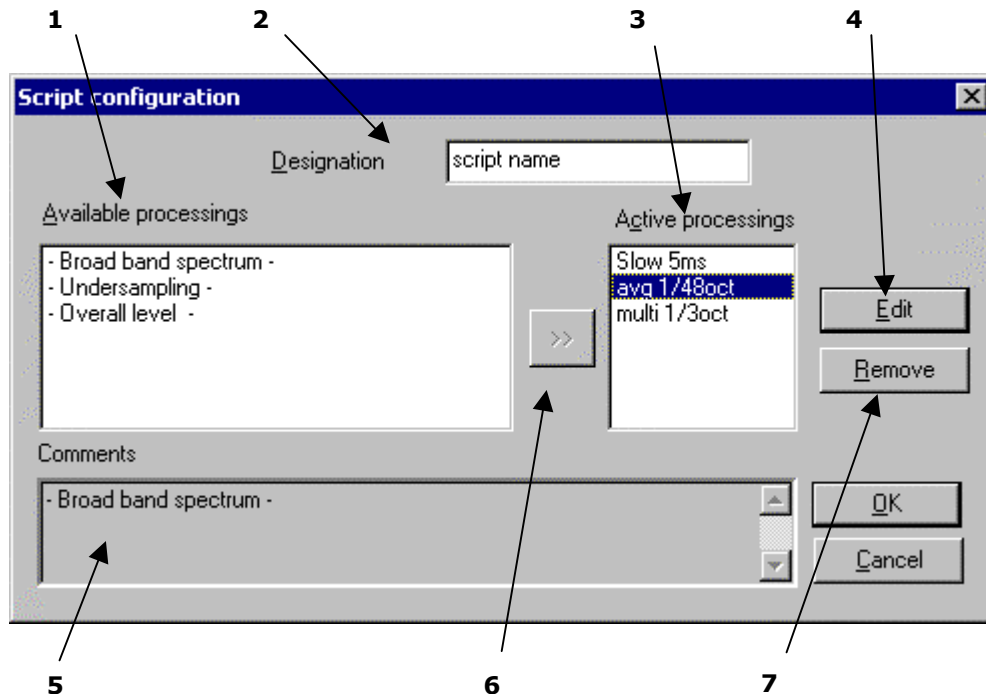 1 2 3 4
Script configuration
Designation script name
Available processings Active processings
- Broad band spectrum - Slow 5ms
- Undersampling - avg 1/48oct
- Overall level - multi 1/3oct
Edit
>>
Remove
Comments
- Broad band spectrum -
OK
Cancel
5 6 7